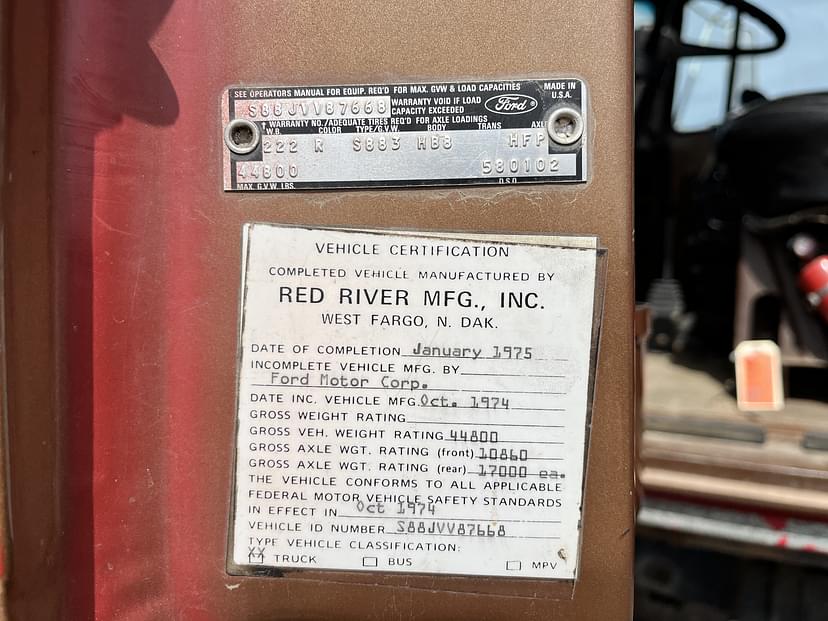 SEE OPERATORS MANUAL FOR EQUIP. REQ'D FOR MAX. GVW & LOAD CAPACITIES MADE IN U.S.A.
S88JVV87668 WARRANTY VOID IF LOAD CAPACITY EXCEEDED Ford
↑ WARRANTY NO./ADEQUATE TIRES REQ'D FOR AXLE LOADINGS
W.B. COLOR TYPE/G.V.W. BODY TRANS AXLE
222 R S883 HB8 HFP
44800 580102
MAX. G.V.W. LBS. D.S.O.
VEHICLE CERTIFICATION
COMPLETED VEHICLE MANUFACTURED BY
RED RIVER MFG., INC.
WEST FARGO, N. DAK.
DATE OF COMPLETION January 1975
INCOMPLETE VEHICLE MFG. BY
Ford Motor Corp.
DATE INC. VEHICLE MFG. Oct. 1974
GROSS WEIGHT RATING
GROSS VEH. WEIGHT RATING 44800
GROSS AXLE WGT. RATING (front) 10860
GROSS AXLE WGT. RATING (rear) 17000 ea.
THE VEHICLE CONFORMS TO ALL APPLICABLE
FEDERAL MOTOR VEHICLE SAFETY STANDARDS
IN EFFECT IN Oct 1974
VEHICLE ID NUMBER S88JVV87668
TYPE VEHICLE CLASSIFICATION:
XX TRUCK BUS MPV